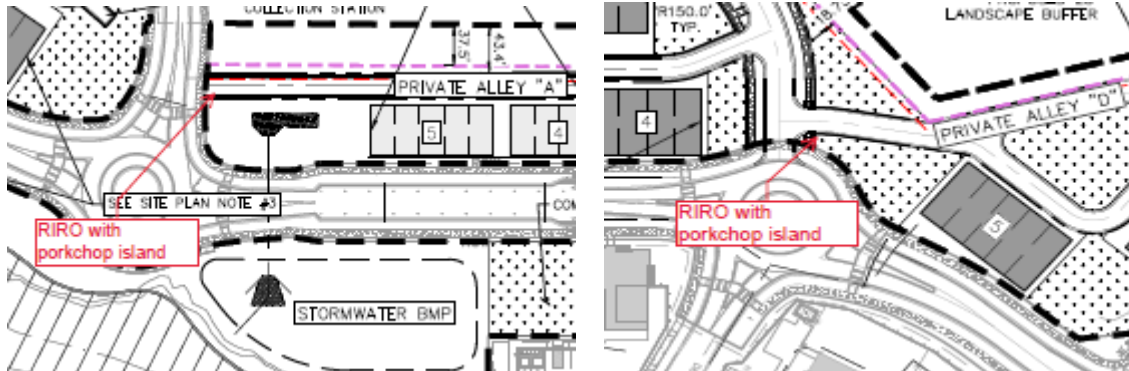 COLLECTION STATION
37.5'
43.4'
PRIVATE ALLEY "A"
5
4
SEE SITE PLAN NOTE #3
RIRO with
porkchop island
STORMWATER BMP
R150.0'
TYP.
LANDSCAPE BUFFER
4
PRIVATE ALLEY "D"
RIRO with
porkchop island
5